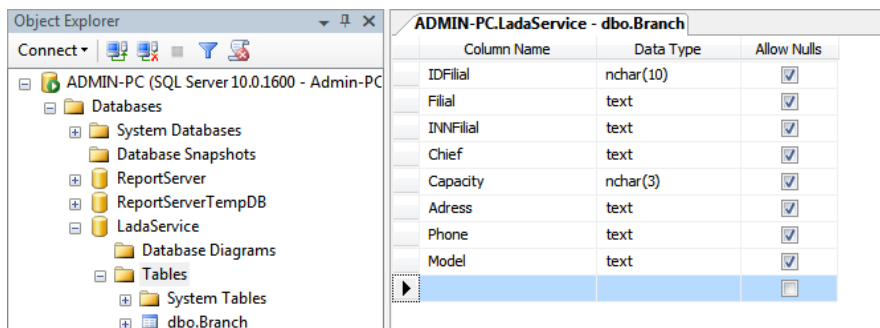 Object Explorer
Connect
ADMIN-PC (SQL Server 10.0.1600 - Admin-PC
Databases
System Databases
Database Snapshots
ReportServer
ReportServerTempDB
LadaService
Database Diagrams
Tables
System Tables
dbo.Branch
ADMIN-PC.LadaService - dbo.Branch
Column Name Data Type Allow Nulls
IDFilial nchar(10)
Filial text
INNFilial text
Chief text
Capacity nchar(3)
Adress text
Phone text
Model text